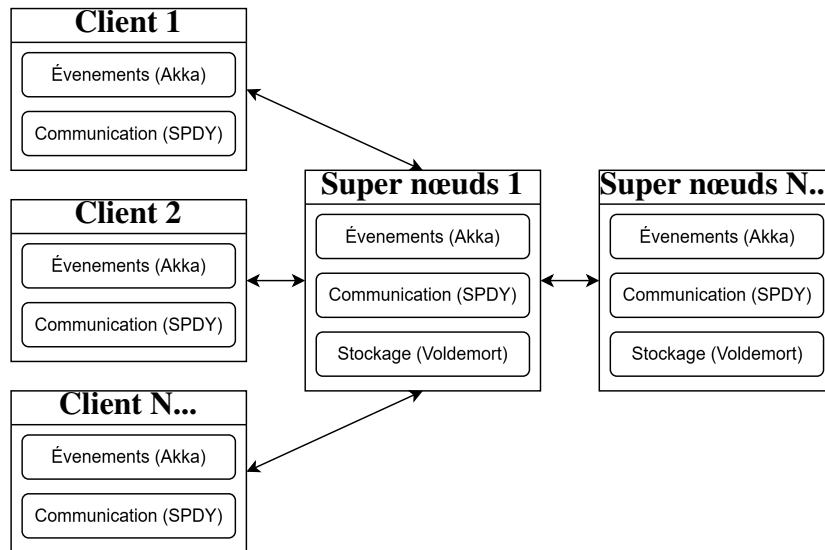 Client 1
Évenements (Akka)
Communication (SPDY)
Client 2
Évenements (Akka)
Communication (SPDY)
Client N...
Évenements (Akka)
Communication (SPDY)
Super nœuds 1
Évenements (Akka)
Communication (SPDY)
Stockage (Voldemort)
Super nœuds N..
Évenements (Akka)
Communication (SPDY)
Stockage (Voldemort)